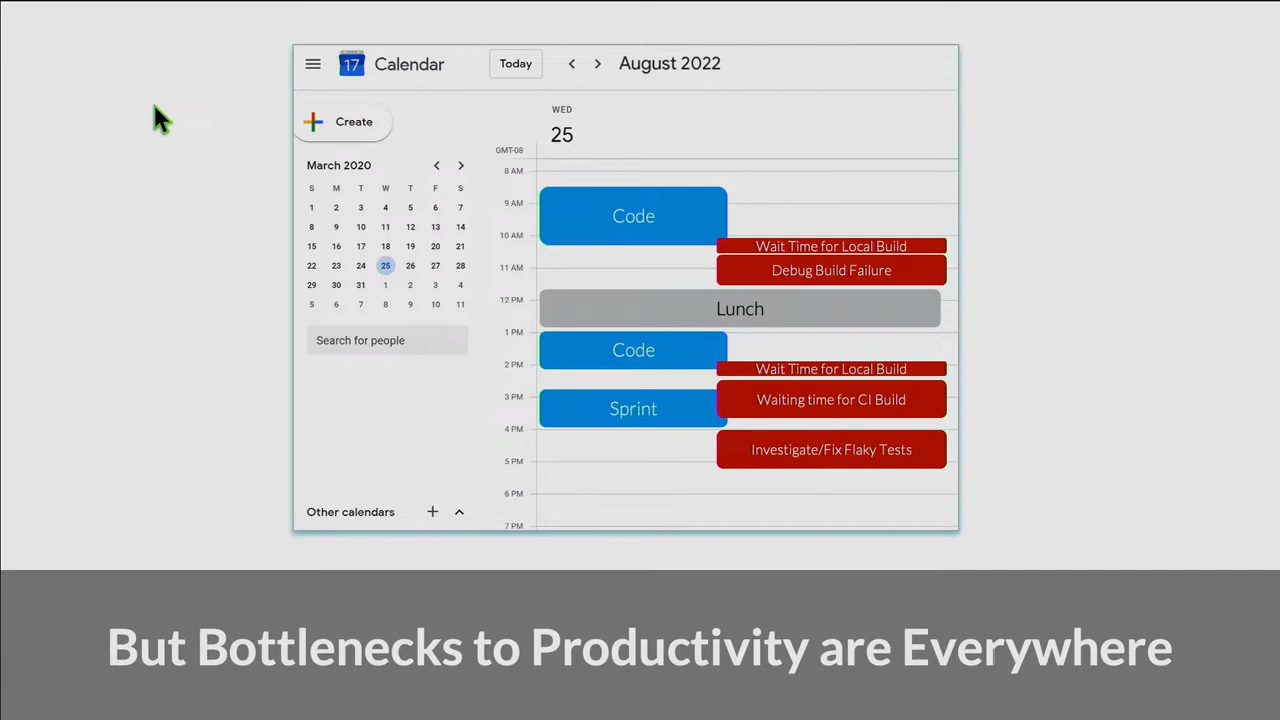 17 Calendar Today August 2022
Create
WED
25
GMT-08
March 2020
S M T W T F S
1 2 3 4 5 6 7
8 9 10 11 12 13 14
15 16 17 18 19 20 21
22 23 24 25 26 27 28
29 30 31 1 2 3 4
5 6 7 8 9 10 11
Search for people
Other calendars
8 AM
9 AM
10 AM
11 AM
12 PM
1 PM
2 PM
3 PM
4 PM
5 PM
6 PM
7 PM
Code
Wait Time for Local Build
Debug Build Failure
Lunch
Code
Wait Time for Local Build
Waiting time for CI Build
Sprint
Investigate/Fix Flaky Tests
But Bottlenecks to Productivity are Everywhere